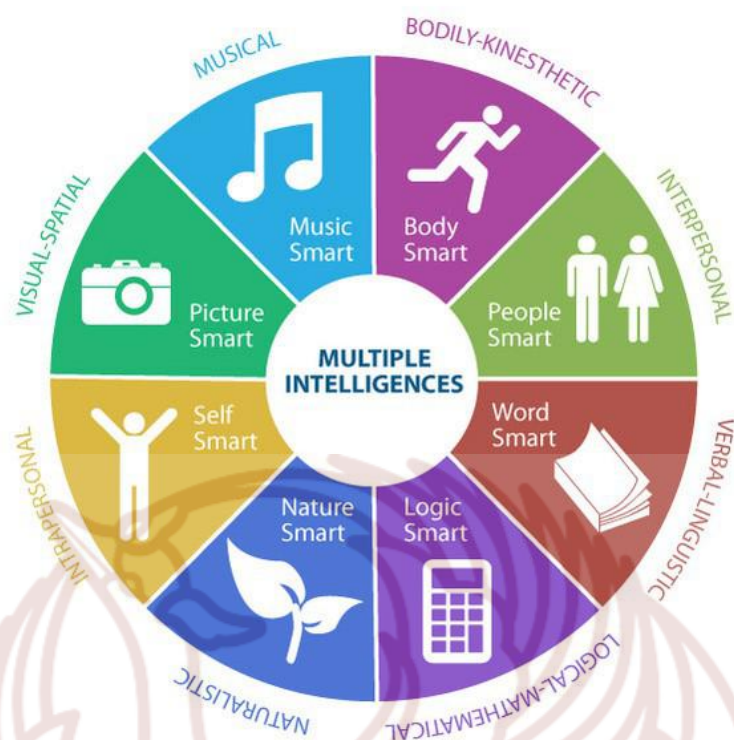 MUSICAL
BODILY-KINESTHETIC
VISUAL-SPATIAL
INTERPERSONAL
Music
Smart
Body
Smart
Picture
Smart
People
Smart
MULTIPLE
INTELLIGENCES
Self
Smart
Word
Smart
Nature
Smart
Logic
Smart
INTRAPERSONAL
VERBAL-LINGUISTIC
NATURALISTIC
LOGICAL-MATHEMATICAL